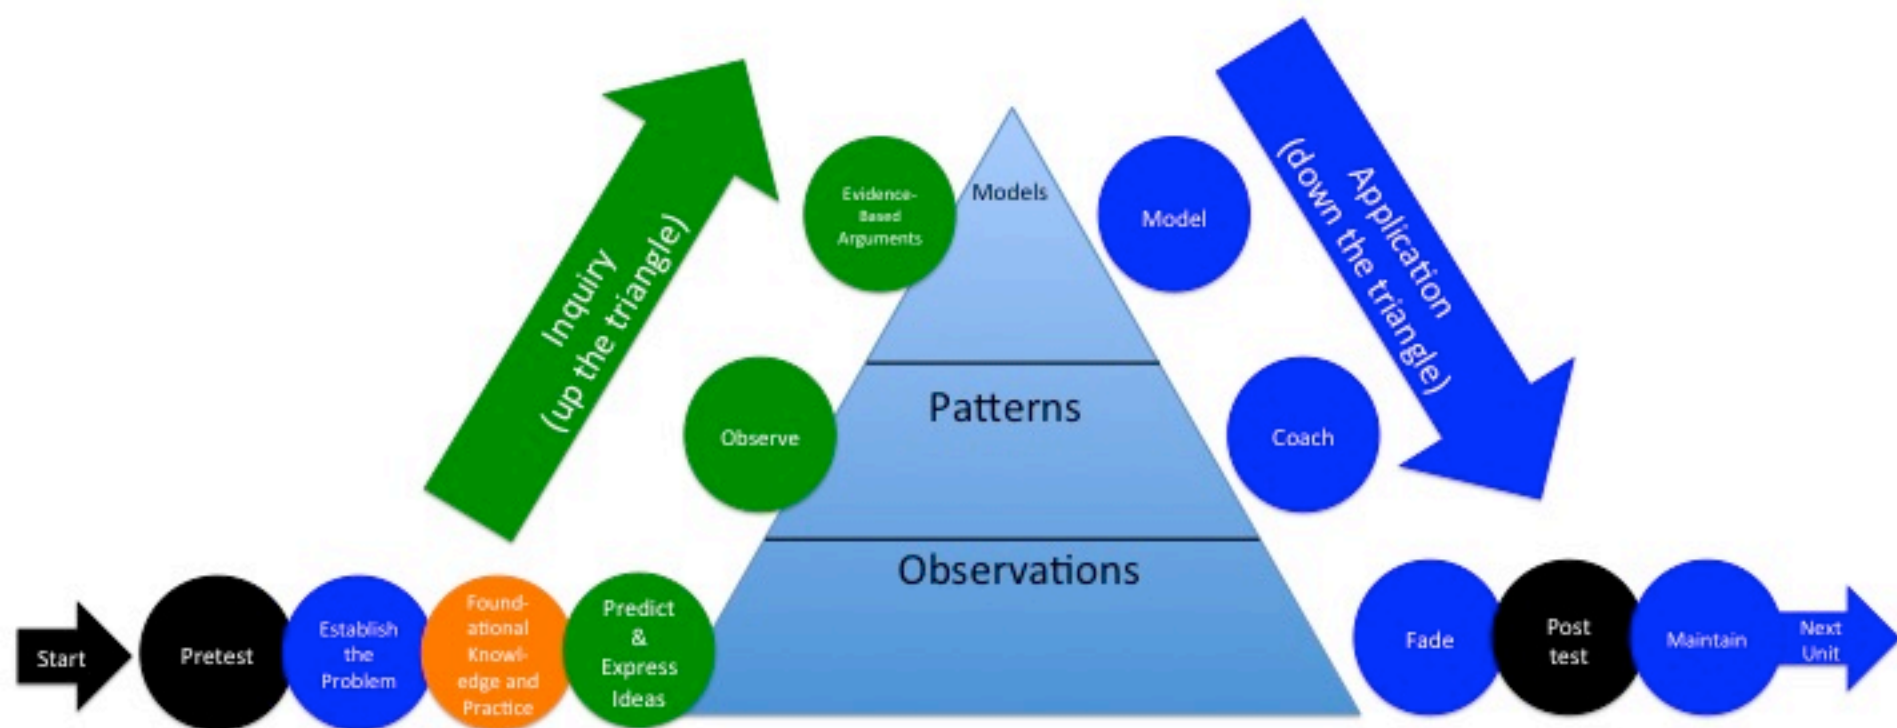 Start
Pretest
Establish
the
Problem
Found-
ational
Knowl-
edge and
Practice
Predict
&
Express
Ideas
Inquiry
(up the triangle)
Observe
Evidence-
Based
Arguments
Models
Patterns
Observations
Model
Application
(down the triangle)
Coach
Fade
Post
test
Maintain
Next
Unit